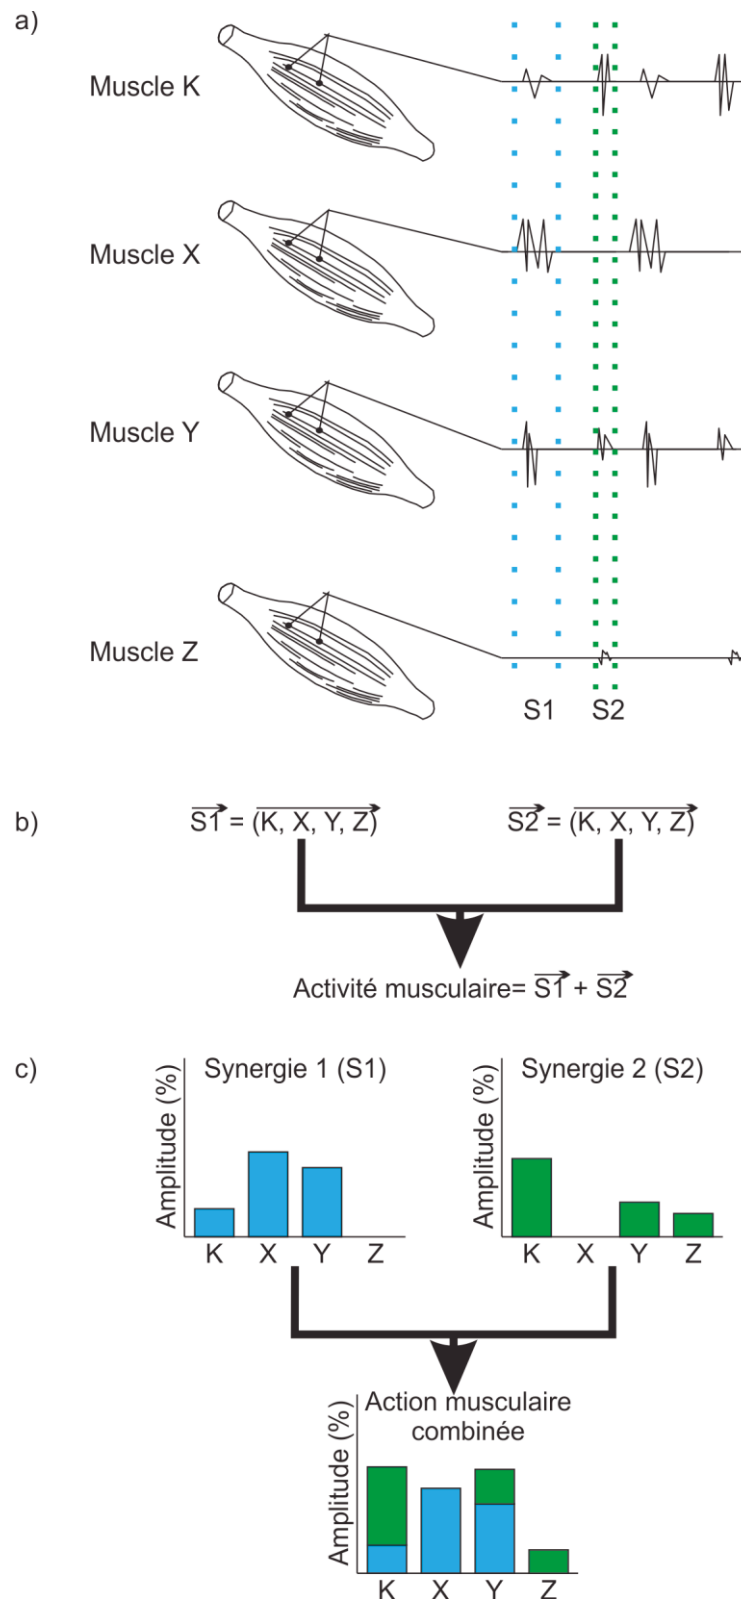 a)
Muscle K
Muscle X
Muscle Y
Muscle Z
S1 S2
b)
S1 = (K, X, Y, Z) S2 = (K, X, Y, Z)
Activité musculaire= S1 + S2
c)
Synergie 1 (S1)
Amplitude (%)
K X Y Z
Synergie 2 (S2)
Amplitude (%)
K X Y Z
Action musculaire
combinée
Amplitude (%)
K X Y Z